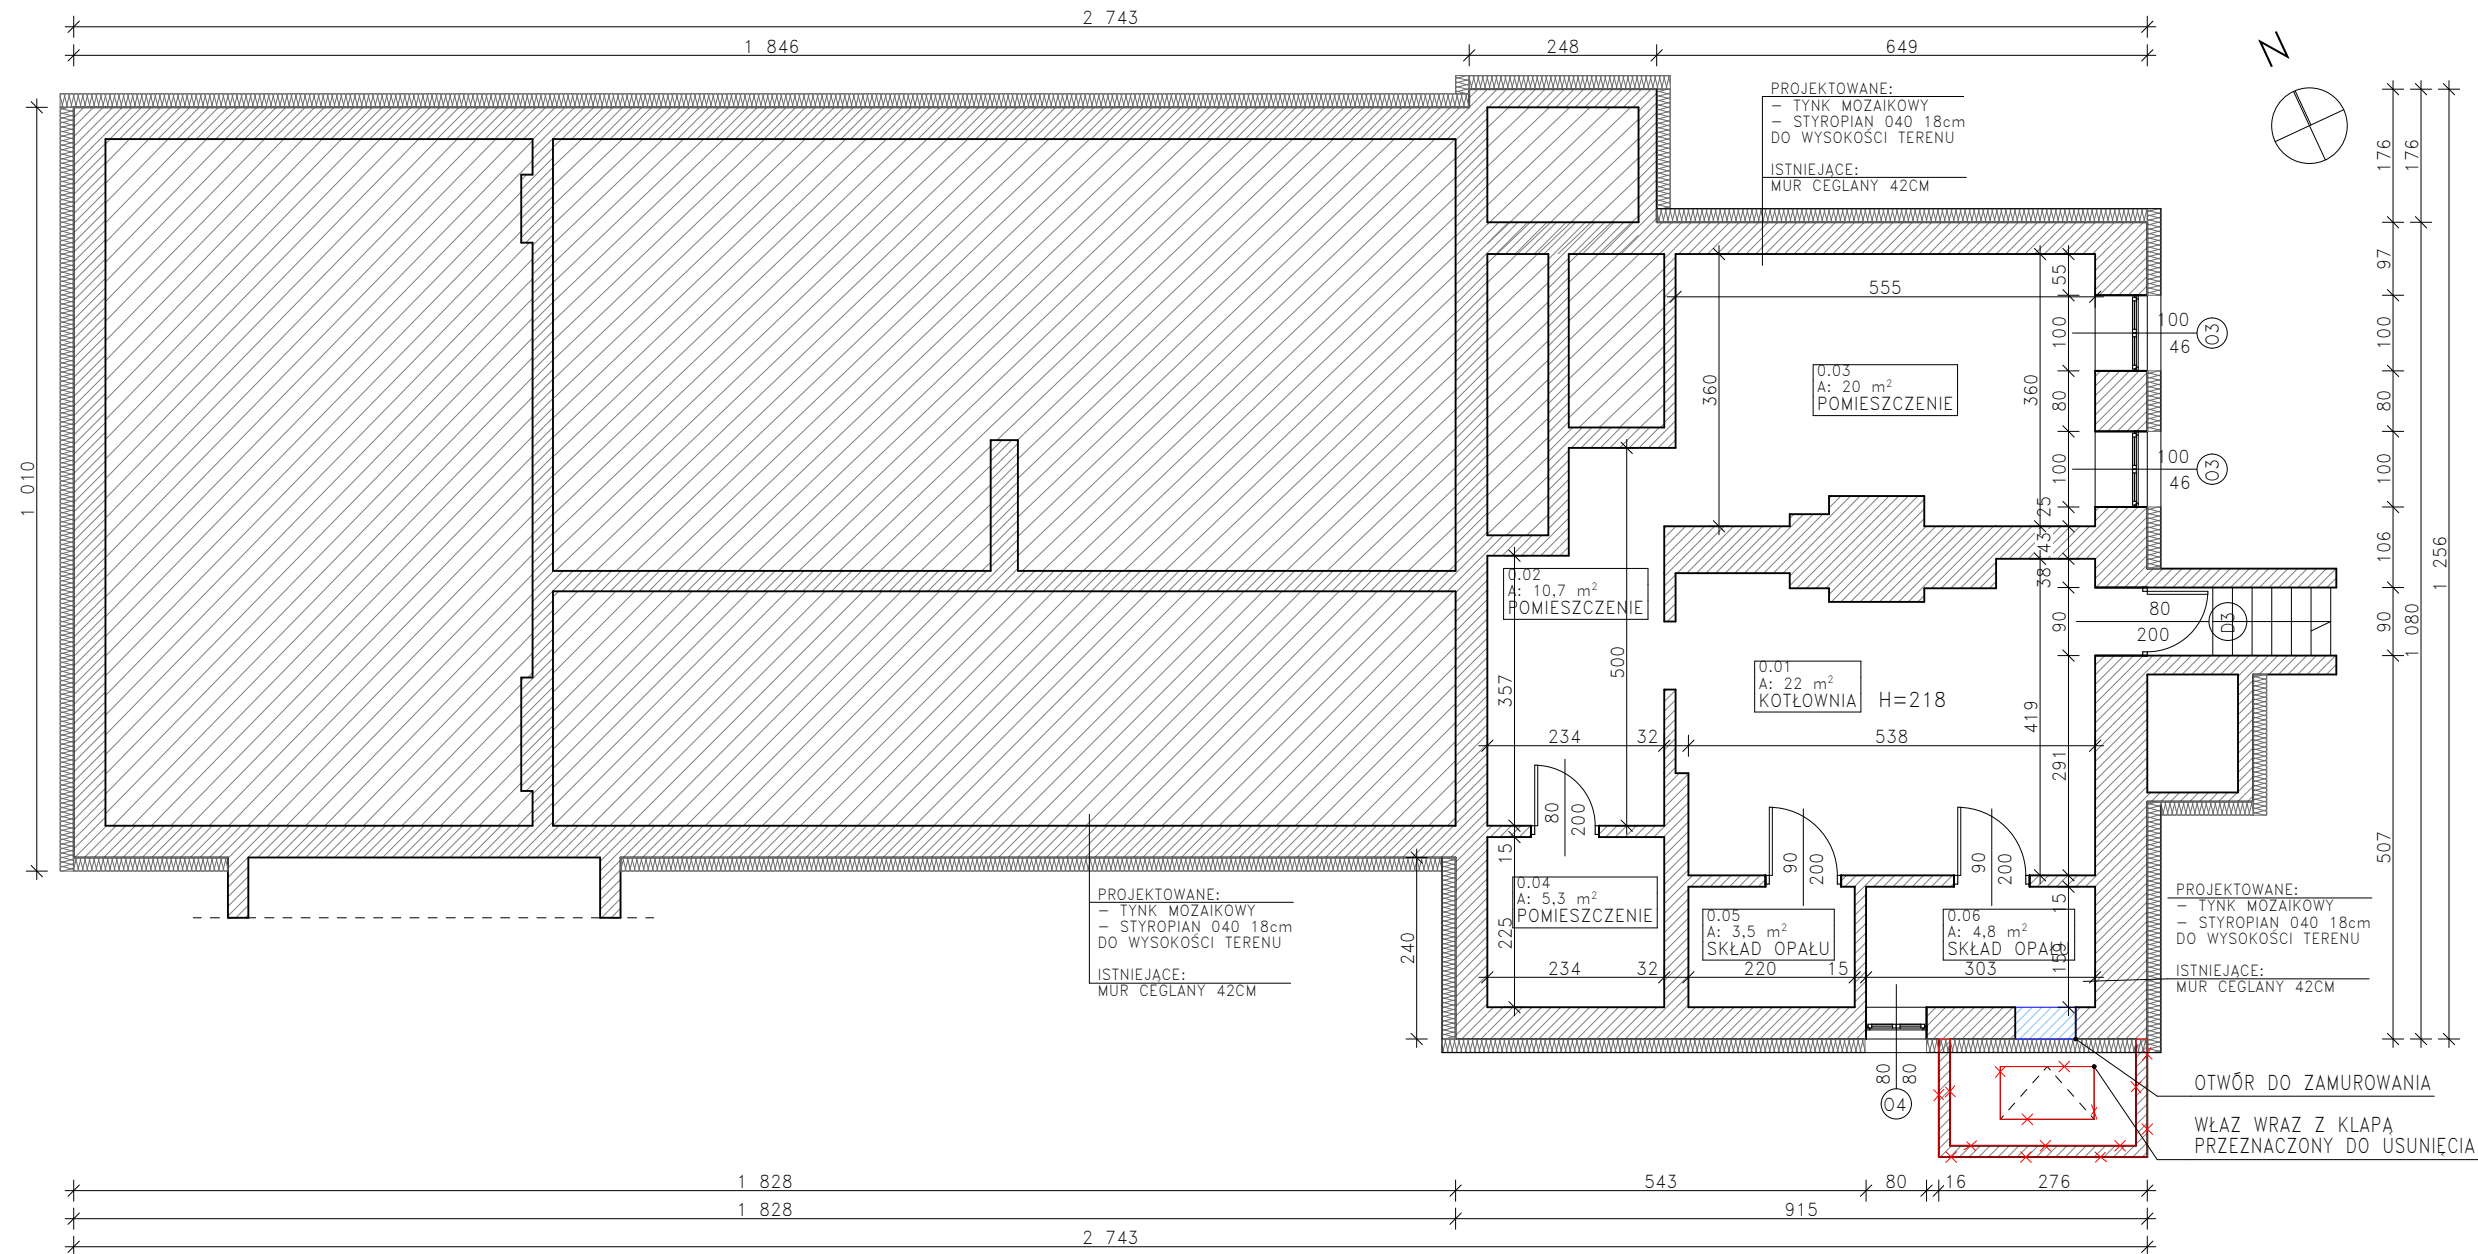 2 743
1 846
248
649
N
PROJEKTOWANE:
– TYNK MOZAIKOWY
– STYROPIAN 040 18cm
DO WYSOKOŚCI TERENU
ISTNIEJĄCE:
MUR CEGLANY 42CM
176
176
97
100
80
100
106
90
507
1 080
1 256
1 010
555
55
100
80
100
25
43
38
90
291
360
360
419
100
46
03
100
46
03
0.03
A: 20 m²
POMIESZCZENIE
0.02
A: 10,7 m²
POMIESZCZENIE
0.01
A: 22 m²
KOTŁOWNIA
H=218
80
200
D3
357
500
234
32
538
80
200
90
200
90
200
15
225
240
0.04
A: 5,3 m²
POMIESZCZENIE
0.05
A: 3,5 m²
SKŁAD OPAŁU
0.06
A: 4,8 m²
SKŁAD OPAŁU
15
159
234
32
220
15
303
PROJEKTOWANE:
– TYNK MOZAIKOWY
– STYROPIAN 040 18cm
DO WYSOKOŚCI TERENU
ISTNIEJĄCE:
MUR CEGLANY 42CM
PROJEKTOWANE:
– TYNK MOZAIKOWY
– STYROPIAN 040 18cm
DO WYSOKOŚCI TERENU
ISTNIEJĄCE:
MUR CEGLANY 42CM
80
80
04
OTWÓR DO ZAMUROWANIA
WŁAZ WRAZ Z KLAPĄ
PRZEZNACZONY DO USUNIĘCIA
1 828
543
80
16
276
1 828
915
2 743